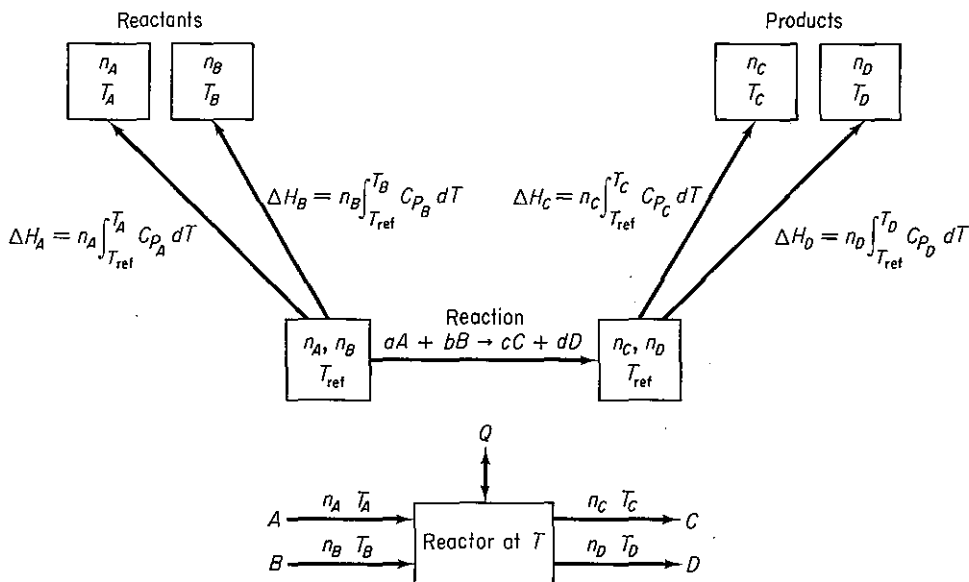 Reactants
Products
n_A
T_A
n_B
T_B
n_C
T_C
n_D
T_D
ΔH_A = n_A ∫_{T_ref}^{T_A} C_{P_A} dT
ΔH_B = n_B ∫_{T_ref}^{T_B} C_{P_B} dT
ΔH_C = n_C ∫_{T_ref}^{T_C} C_{P_C} dT
ΔH_D = n_D ∫_{T_ref}^{T_D} C_{P_D} dT
n_A, n_B
T_ref
Reaction
aA + bB → cC + dD
n_C, n_D
T_ref
Q
A n_A T_A
B n_B T_B
Reactor at T
n_C T_C C
n_D T_D D